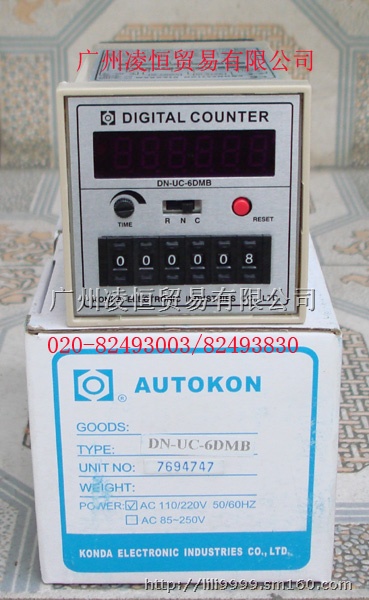 广州凌恒贸易有限公司
DIGITAL COUNTER
DN-UC-6DMB
TIME
R N C
RESET
0 0 0 0 0 8
广州凌恒贸易有限公司
020-82493003/82493830
AUTOKON
®
GOODS:
TYPE: DN-UC-6DMB
UNIT NO: 7694747
WEIGHT:
POWER: ☑ AC 110/220V 50/60HZ
☐ AC 85~250V
KONDA ELECTRONIC INDUSTRIES CO., LTD.
http://lili9999.sm160.com